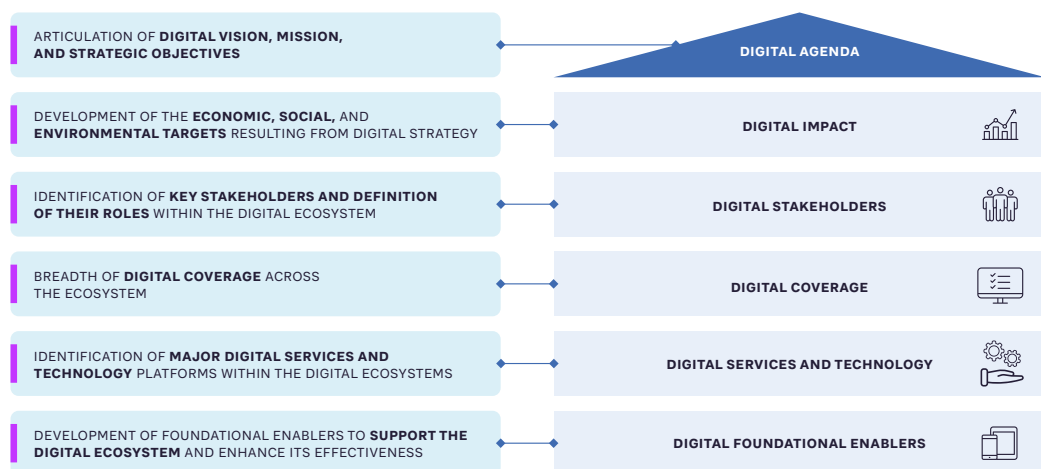 ARTICULATION OF DIGITAL VISION, MISSION,
AND STRATEGIC OBJECTIVES
DIGITAL AGENDA
DEVELOPMENT OF THE ECONOMIC, SOCIAL, AND
ENVIRONMENTAL TARGETS RESULTING FROM DIGITAL STRATEGY
DIGITAL IMPACT
IDENTIFICATION OF KEY STAKEHOLDERS AND DEFINITION
OF THEIR ROLES WITHIN THE DIGITAL ECOSYSTEM
DIGITAL STAKEHOLDERS
BREADTH OF DIGITAL COVERAGE ACROSS
THE ECOSYSTEM
DIGITAL COVERAGE
IDENTIFICATION OF MAJOR DIGITAL SERVICES AND
TECHNOLOGY PLATFORMS WITHIN THE DIGITAL ECOSYSTEMS
DIGITAL SERVICES AND TECHNOLOGY
DEVELOPMENT OF FOUNDATIONAL ENABLERS TO SUPPORT THE
DIGITAL ECOSYSTEM AND ENHANCE ITS EFFECTIVENESS
DIGITAL FOUNDATIONAL ENABLERS